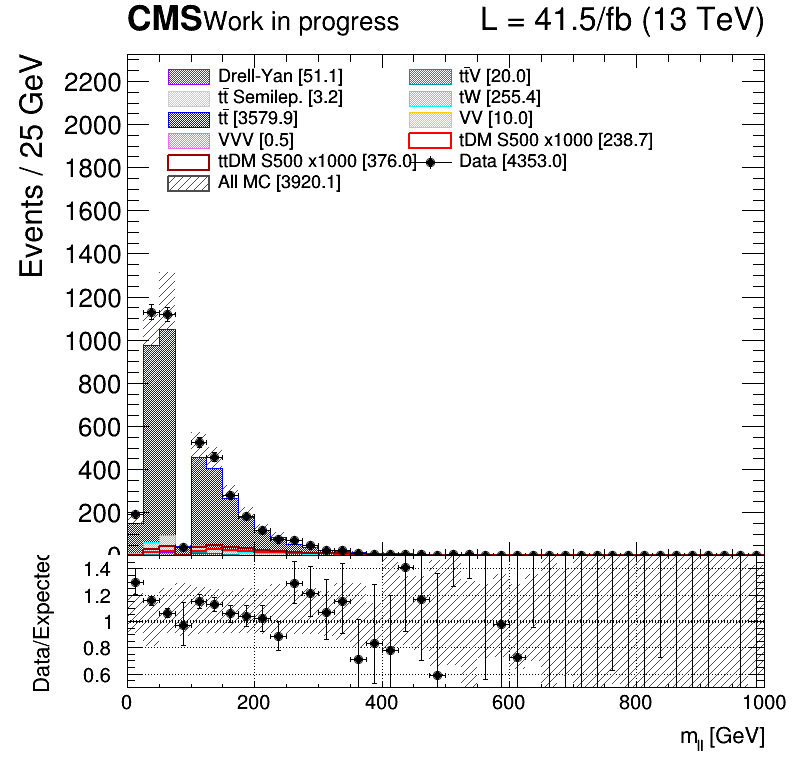 CMS Work in progress L = 41.5/fb (13 TeV)
Events / 25 GeV
2200
2000
1800
1600
1400
1200
1000
800
600
400
200
0
Drell-Yan [51.1] tt̄V [20.0]
tt̄ Semilep. [3.2] tW [255.4]
tt̄ [3579.9] VV [10.0]
VVV [0.5] tDM S500 x1000 [238.7]
ttDM S500 x1000 [376.0] Data [4353.0]
All MC [3920.1]
Data/Expected
1.4
1.2
1
0.8
0.6
0 200 400 600 800 1000
m_ll [GeV]